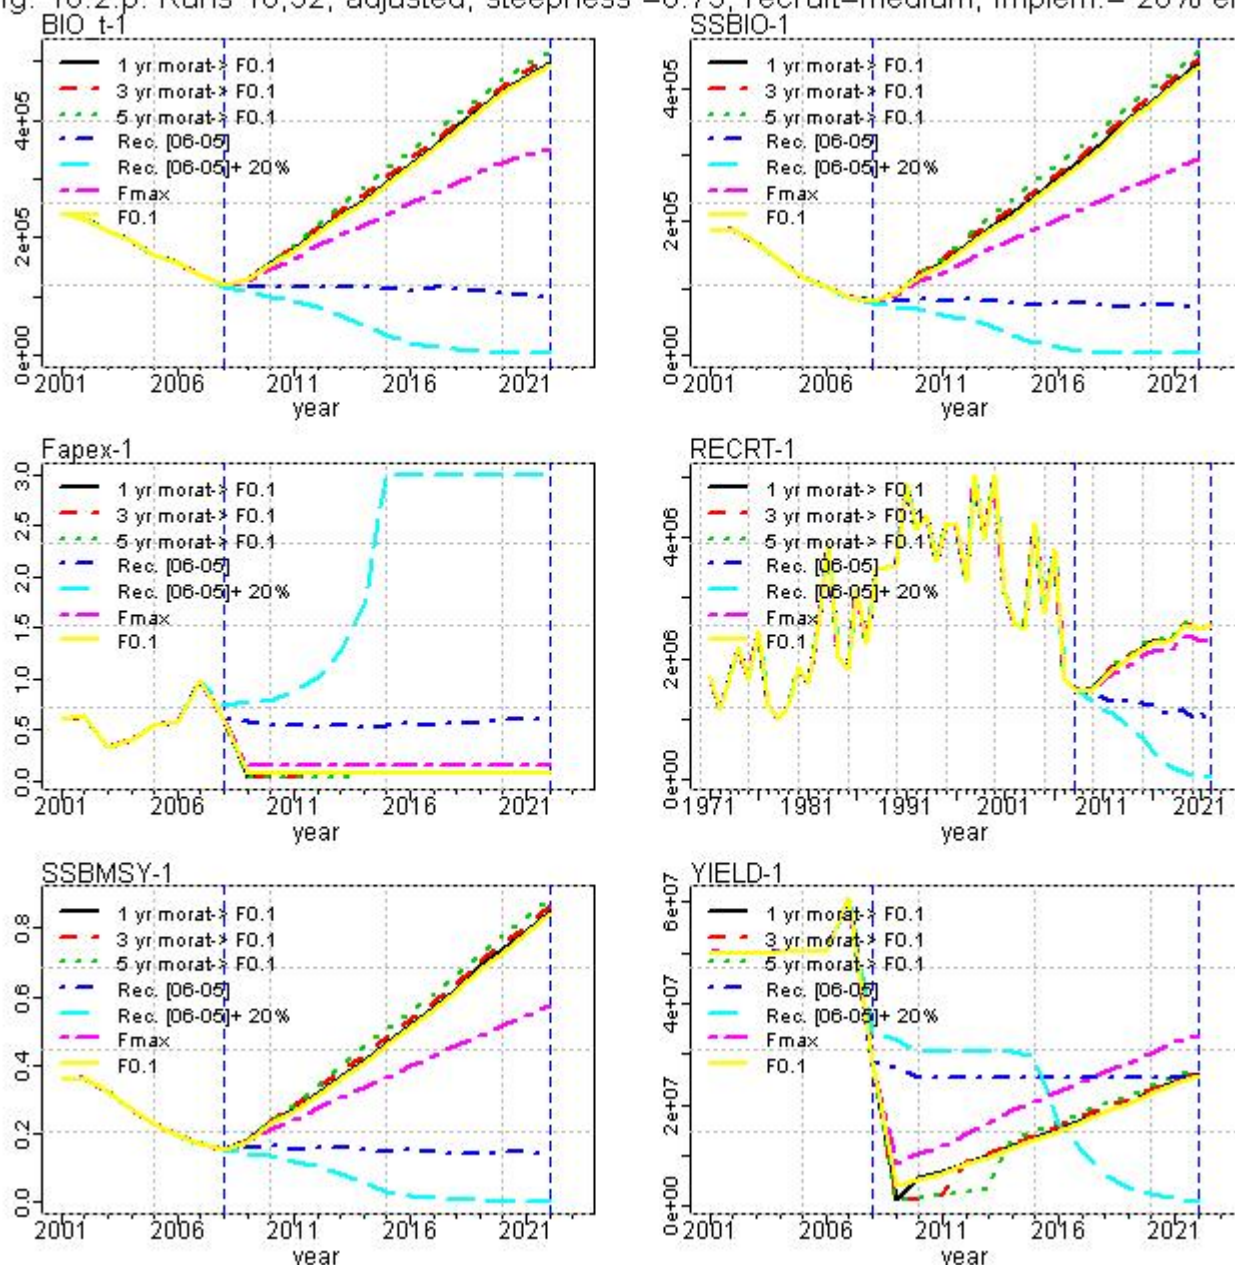 10.2.p. Runs 10,52, adjusted, steepness =0.75, recruit=medium, implem.= 20% er
BIO_t-1
4e+05
2e+05
0e+00
1 yr morat-> F0.1
3 yr morat-> F0.1
5 yr morat-> F0.1
Rec. [06-05]
Rec. [06-05]+ 20%
Fmax
F0.1
2001 2006 2011 2016 2021
year
SSBIO-1
4e+05
2e+05
0e+00
1 yr morat-> F0.1
3 yr morat-> F0.1
5 yr morat-> F0.1
Rec. [06-05]
Rec. [06-05]+ 20%
Fmax
F0.1
2001 2006 2011 2016 2021
year
Fapex-1
3.0
2.5
2.0
1.5
1.0
0.5
0.0
1 yr morat-> F0.1
3 yr morat-> F0.1
5 yr morat-> F0.1
Rec. [06-05]
Rec. [06-05]+ 20%
Fmax
F0.1
2001 2006 2011 2016 2021
year
RECRT-1
4e+06
2e+06
0e+00
1 yr morat-> F0.1
3 yr morat-> F0.1
5 yr morat-> F0.1
Rec. [06-05]
Rec. [06-05]+ 20%
Fmax
F0.1
1971 1981 1991 2001 2011 2021
year
SSBMSY-1
0.8
0.6
0.4
0.2
0.0
1 yr morat-> F0.1
3 yr morat-> F0.1
5 yr morat-> F0.1
Rec. [06-05]
Rec. [06-05]+ 20%
Fmax
F0.1
2001 2006 2011 2016 2021
year
YIELD-1
6e+07
4e+07
2e+07
0e+00
1 yr morat-> F0.1
3 yr morat-> F0.1
5 yr morat-> F0.1
Rec. [06-05]
Rec. [06-05]+ 20%
Fmax
F0.1
2001 2006 2011 2016 2021
year